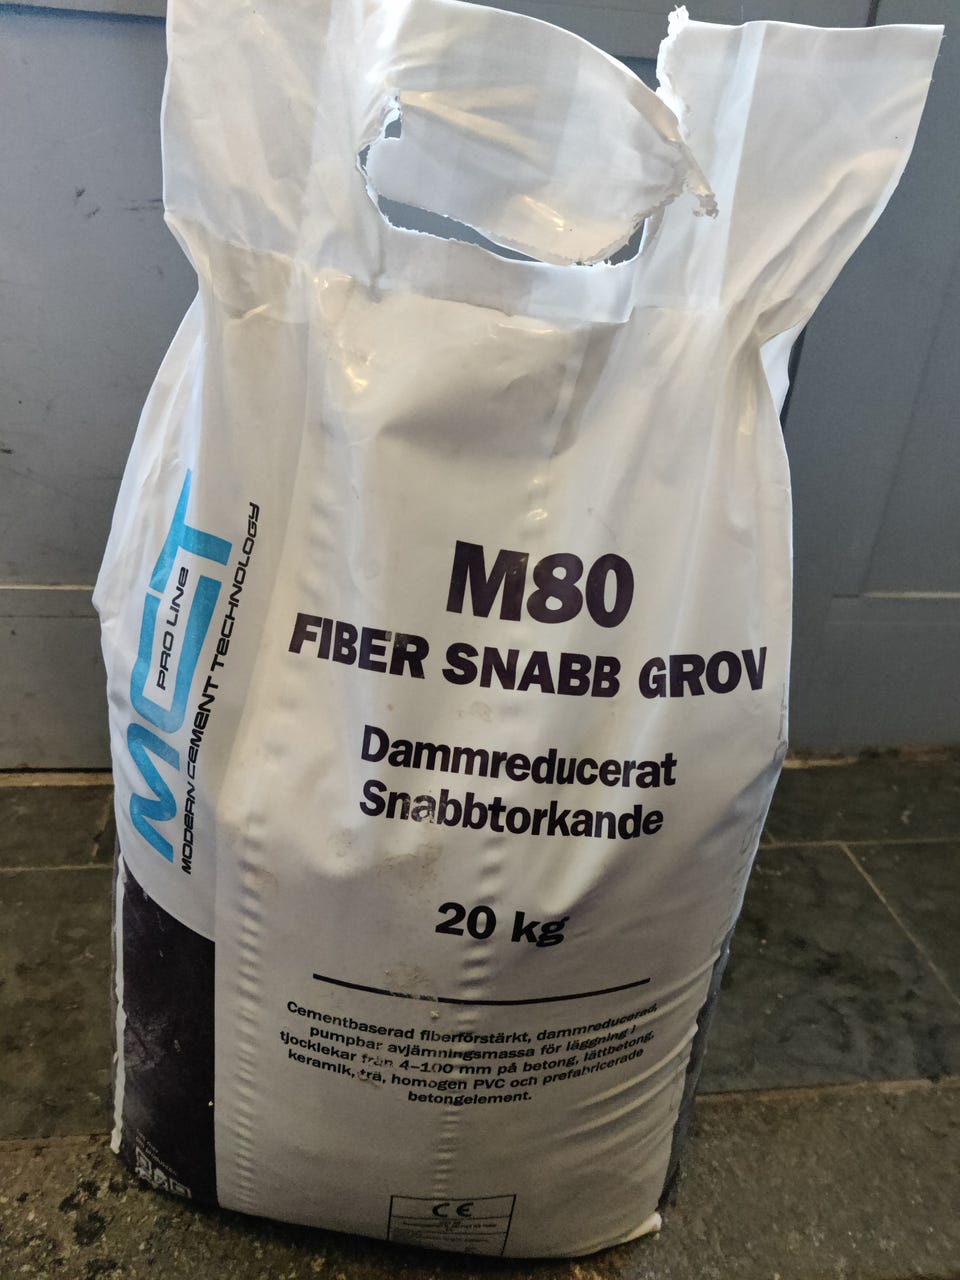 MCT
PRO LINE
MODERN CEMENT TECHNOLOGY
M80
FIBER SNABB GROV
Dammreducerat
Snabbtorkande
20 kg
Cementbaserad fiberförstärkt, dammreducerad,
pumpbar avjämningsmassa för läggning i
tjocklekar från 4–100 mm på betong, lättbetong,
keramik, trä, homogen PVC och prefabricerade
betongelement.
CE